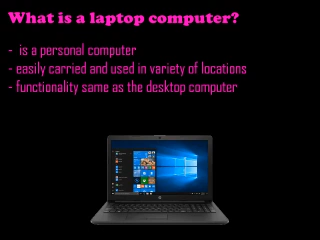 What is a laptop computer?
- is a personal computer
- easily carried and used in variety of locations
- functionality same as the desktop computer